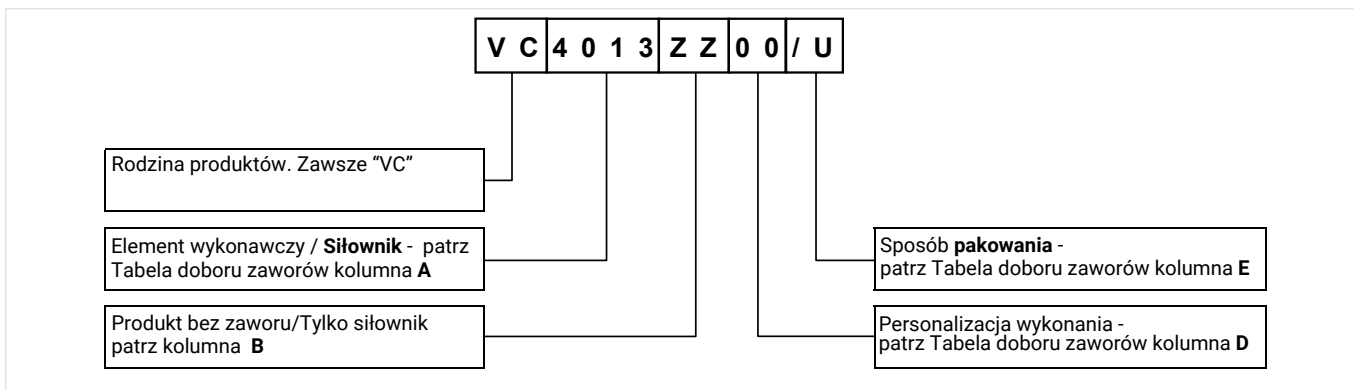 V C 4 0 1 3 Z Z 0 0 / U
Rodzina produktów. Zawsze “VC”
Element wykonawczy / Siłownik - patrz
Tabela doboru zaworów kolumna A
Produkt bez zaworu/Tylko siłownik
patrz kolumna B
Sposób pakowania -
patrz Tabela doboru zaworów kolumna E
Personalizacja wykonania -
patrz Tabela doboru zaworów kolumna D